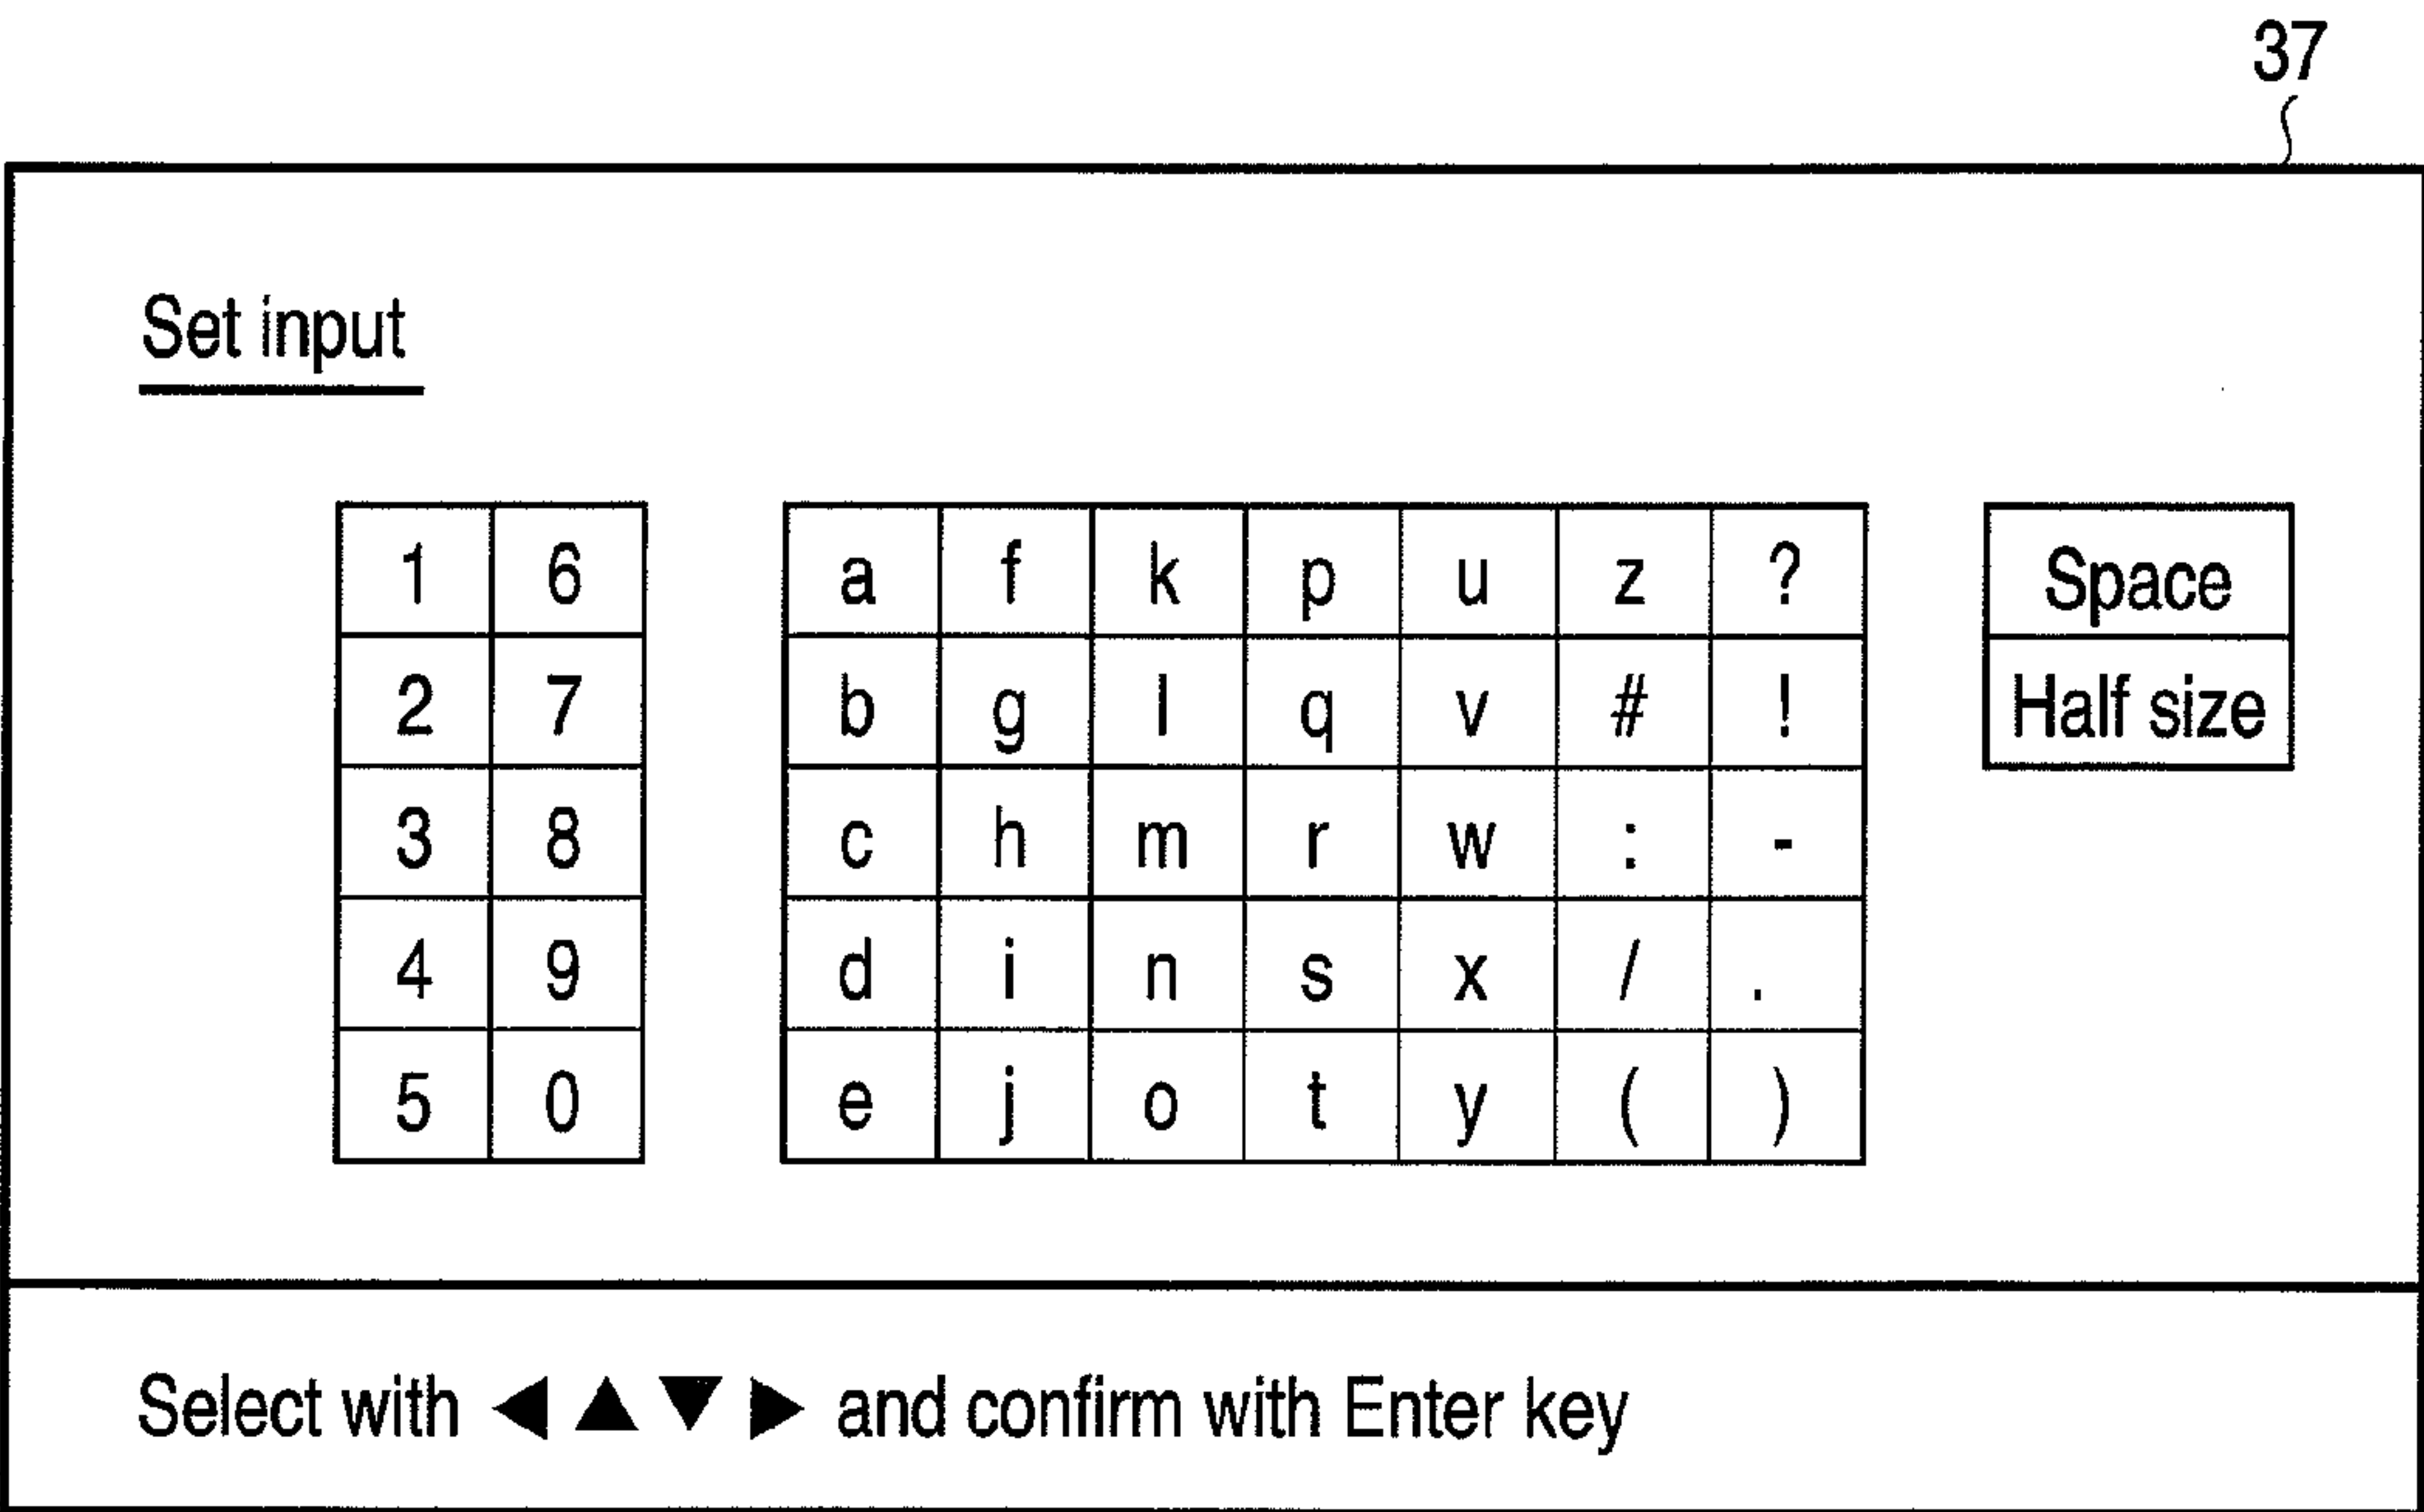 37
Set input
1 6 a f k p u z ? Space
2 7 b g l q v # ! Half size
3 8 c h m r w : -
4 9 d i n s x / .
5 0 e j o t y ( )
Select with ◀ ▲ ▼ ▶ and confirm with Enter key